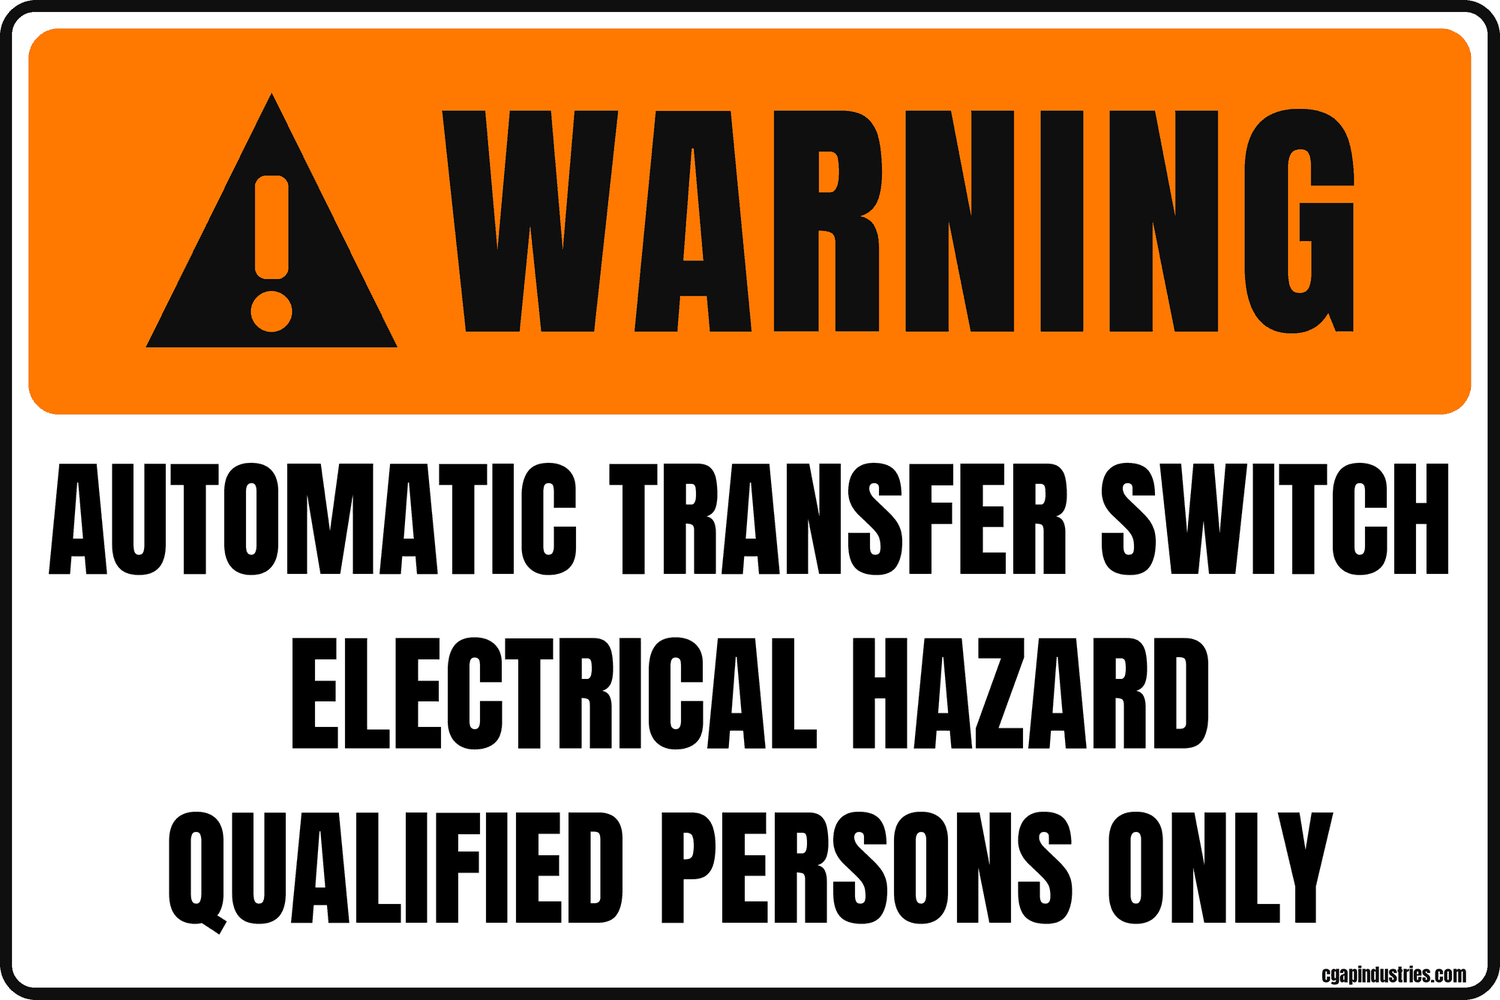 WARNING
AUTOMATIC TRANSFER SWITCH
ELECTRICAL HAZARD
QUALIFIED PERSONS ONLY
cgapindustries.com